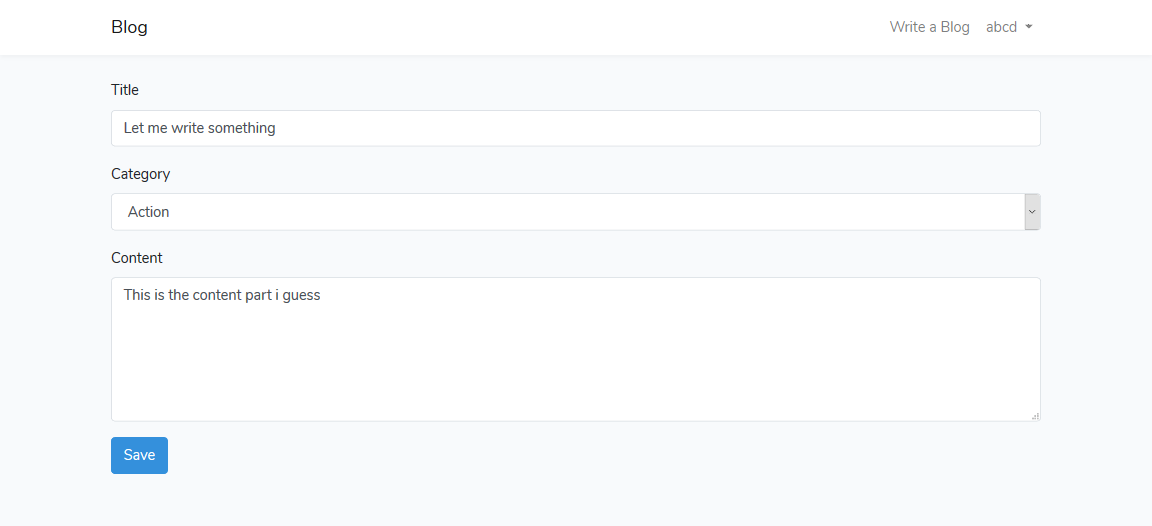 Blog
Write a Blog abcd
Title
Let me write something
Category
Action
Content
This is the content part i guess
Save